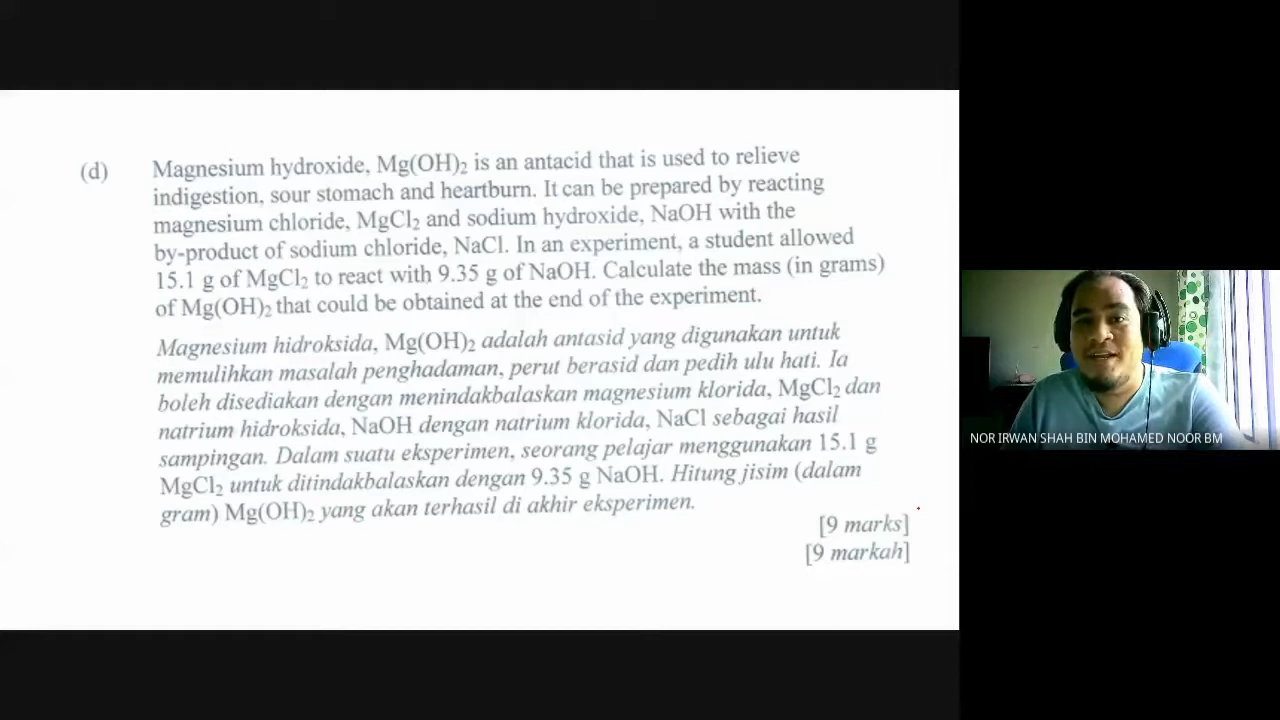 (d) Magnesium hydroxide, Mg(OH)₂ is an antacid that is used to relieve
indigestion, sour stomach and heartburn. It can be prepared by reacting
magnesium chloride, MgCl₂ and sodium hydroxide, NaOH with the
by-product of sodium chloride, NaCl. In an experiment, a student allowed
15.1 g of MgCl₂ to react with 9.35 g of NaOH. Calculate the mass (in grams)
of Mg(OH)₂ that could be obtained at the end of the experiment.
Magnesium hidroksida, Mg(OH)₂ adalah antasid yang digunakan untuk
memulihkan masalah penghadaman, perut berasid dan pedih ulu hati. Ia
boleh disediakan dengan menindakbalaskan magnesium klorida, MgCl₂ dan
natrium hidroksida, NaOH dengan natrium klorida, NaCl sebagai hasil
sampingan. Dalam suatu eksperimen, seorang pelajar menggunakan 15.1 g
MgCl₂ untuk ditindakbalaskan dengan 9.35 g NaOH. Hitung jisim (dalam
gram) Mg(OH)₂ yang akan terhasil di akhir eksperimen.
[9 marks]
[9 markah]
NOR IRWAN SHAH BIN MOHAMED NOOR BM